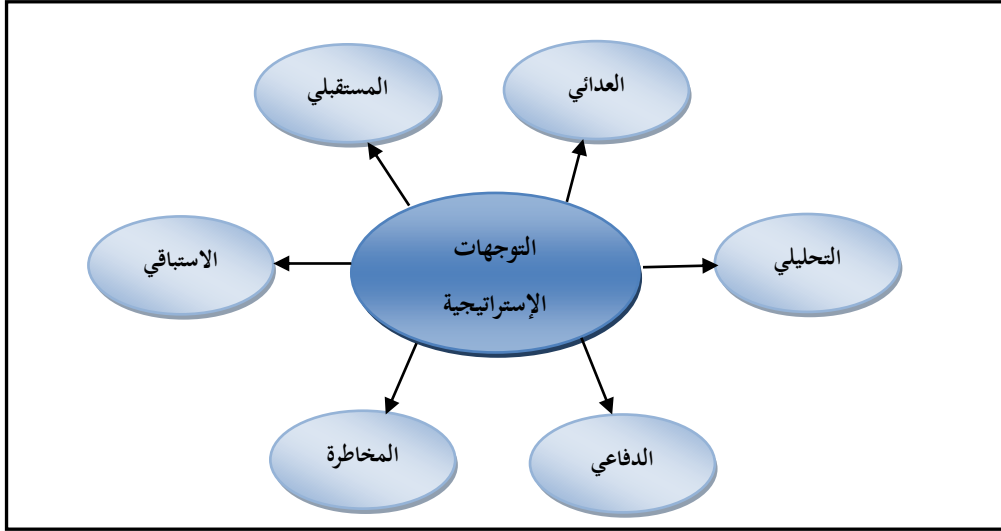 العدائي
المستقبلي
التوجهات
الإستراتيجية
التحليلي
الاستباقي
الدفاعي
المخاطرة